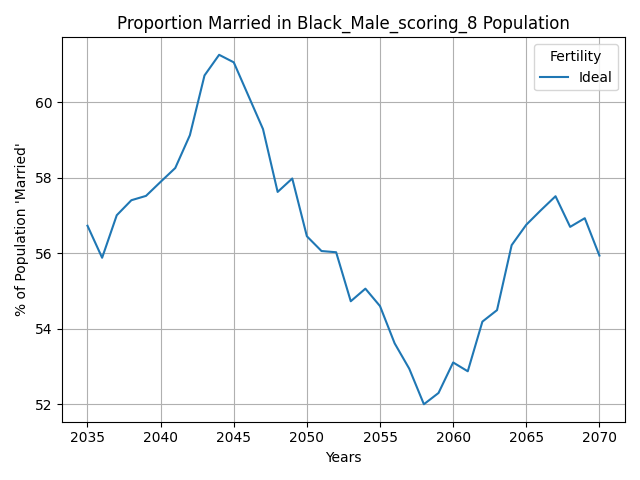 Proportion Married in Black_Male_scoring_8 Population
Fertility
Ideal
% of Population 'Married'
60
58
56
54
52
2035 2040 2045 2050 2055 2060 2065 2070
Years